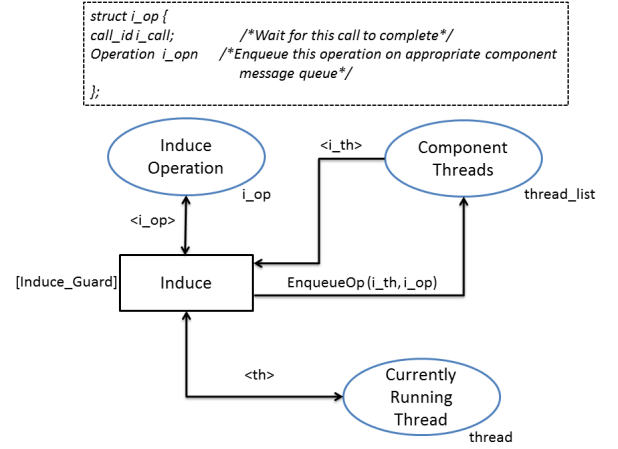 struct i_op {
call_id i_call; /*Wait for this call to complete*/
Operation i_opn /*Enqueue this operation on appropriate component
message queue*/
};
Induce
Operation
i_op
<i_th>
Component
Threads
thread_list
<i_op>
[Induce_Guard]
Induce
EnqueueOp (i_th, i_op)
<th>
Currently
Running
Thread
thread